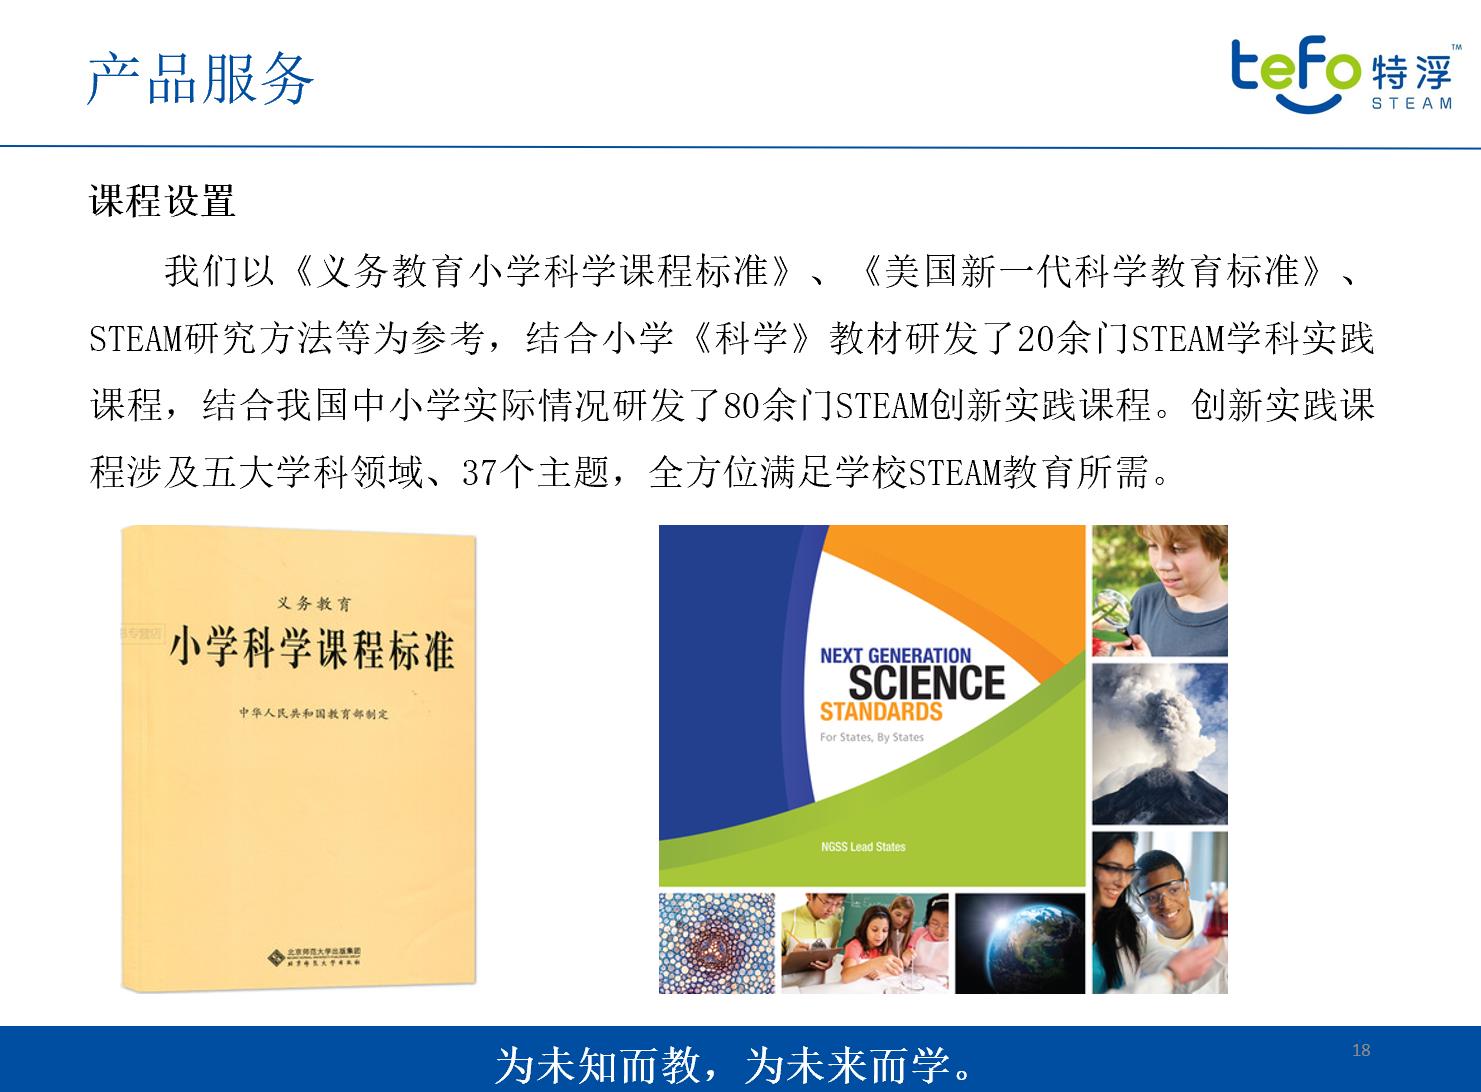 产品服务
tefo 特浮™
STEAM
课程设置
我们以《义务教育小学科学课程标准》、《美国新一代科学教育标准》、
STEAM研究方法等为参考，结合小学《科学》教材研发了20余门STEAM学科实践
课程，结合我国中小学实际情况研发了80余门STEAM创新实践课程。创新实践课
程涉及五大学科领域、37个主题，全方位满足学校STEAM教育所需。
义务教育
专营店
小学科学课程标准
中华人民共和国教育部制定
北京师范大学出版集团
北京师范大学出版社
NEXT GENERATION
SCIENCE
STANDARDS
For States, By States
NGSS Lead States
为未知而教，为未来而学。
18